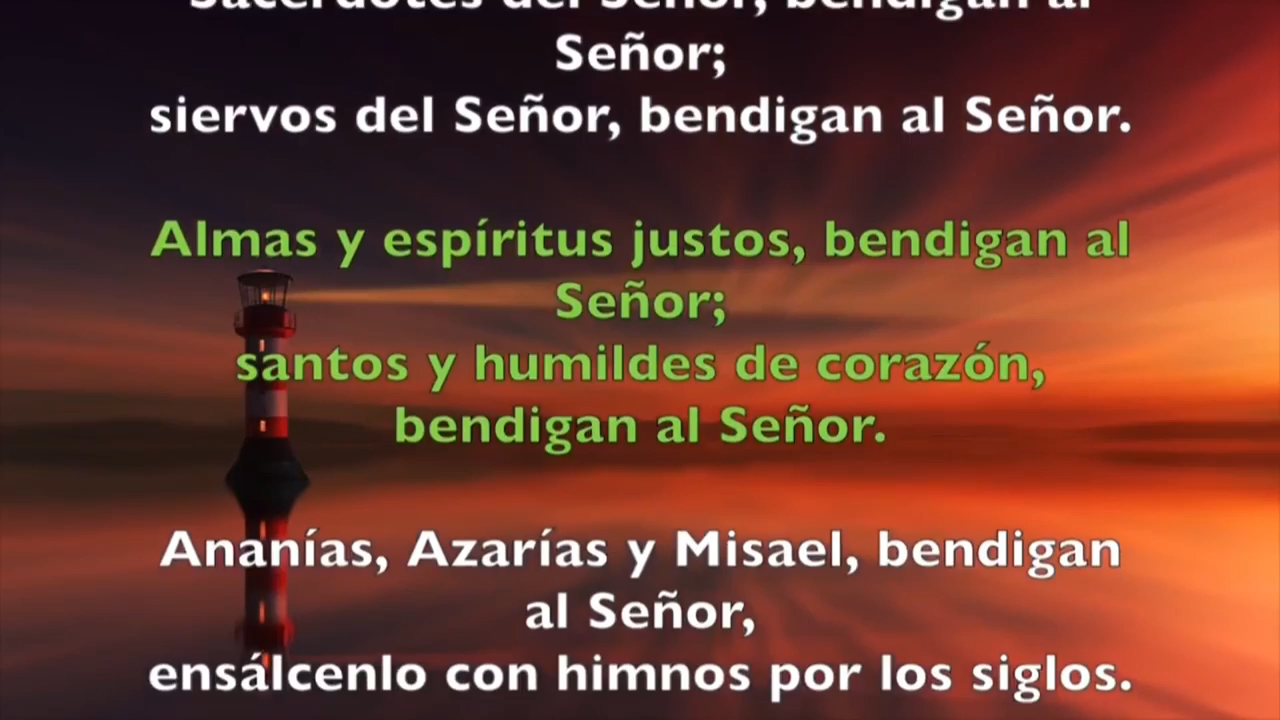 Sacerdotes del Señor, bendigan al
Señor;
siervos del Señor, bendigan al Señor.
Almas y espíritus justos, bendigan al
Señor;
santos y humildes de corazón,
bendigan al Señor.
Ananías, Azarías y Misael, bendigan
al Señor,
ensálcenlo con himnos por los siglos.